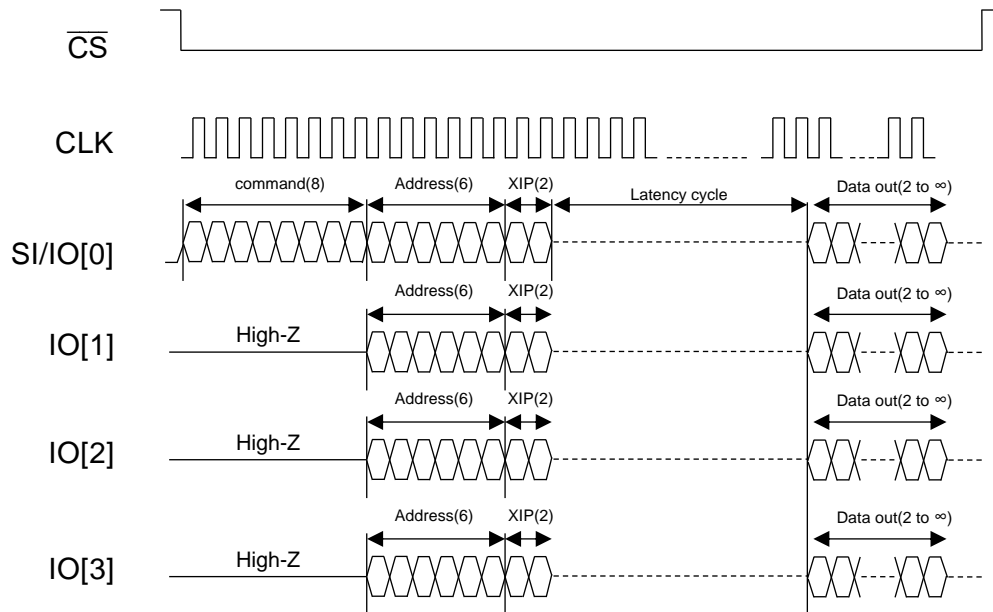 C̅S̅
CLK
command(8) Address(6) XIP(2) Latency cycle Data out(2 to ∞)
SI/IO[0]
Address(6) XIP(2) Data out(2 to ∞)
IO[1] High-Z
Address(6) XIP(2) Data out(2 to ∞)
IO[2] High-Z
Address(6) XIP(2) Data out(2 to ∞)
IO[3] High-Z